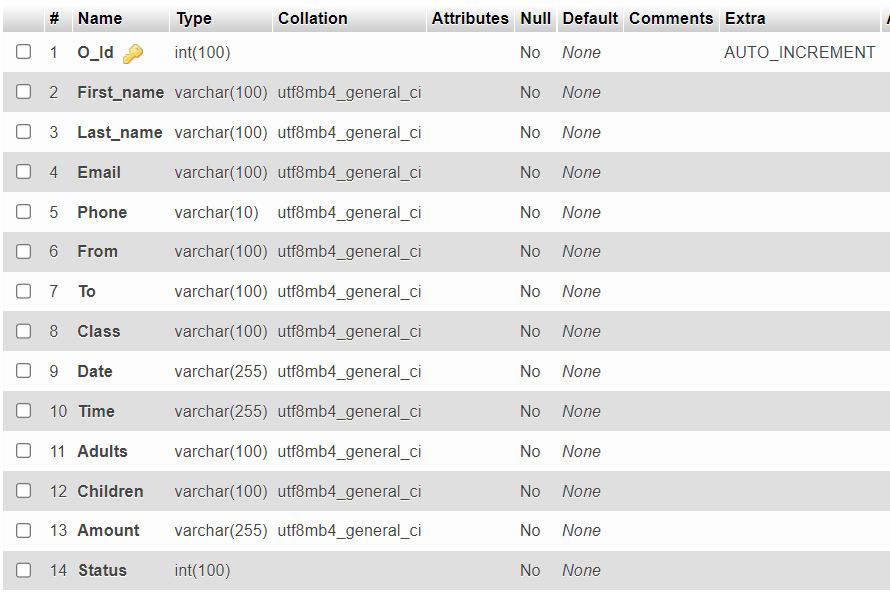 # Name Type Collation Attributes Null Default Comments Extra
1 O_Id int(100) No None AUTO_INCREMENT
2 First_name varchar(100) utf8mb4_general_ci No None
3 Last_name varchar(100) utf8mb4_general_ci No None
4 Email varchar(100) utf8mb4_general_ci No None
5 Phone varchar(10) utf8mb4_general_ci No None
6 From varchar(100) utf8mb4_general_ci No None
7 To varchar(100) utf8mb4_general_ci No None
8 Class varchar(100) utf8mb4_general_ci No None
9 Date varchar(255) utf8mb4_general_ci No None
10 Time varchar(255) utf8mb4_general_ci No None
11 Adults varchar(100) utf8mb4_general_ci No None
12 Children varchar(100) utf8mb4_general_ci No None
13 Amount varchar(255) utf8mb4_general_ci No None
14 Status int(100) No None